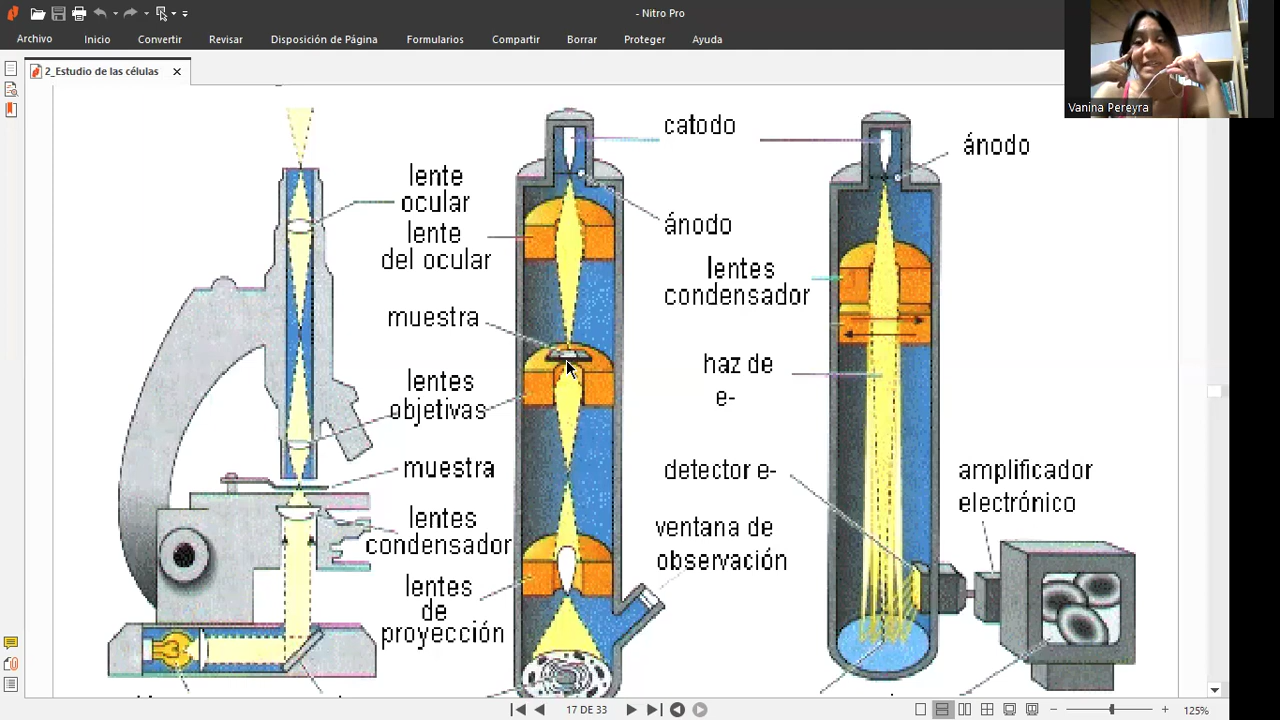 - Nitro Pro
Archivo
Inicio
Convertir
Revisar
Disposición de Página
Formularios
Compartir
Borrar
Proteger
Ayuda
2_Estudio de las células
Vanina Pereyra
catodo
ánodo
lente
ocular
lente
del ocular
ánodo
lentes
condensador
muestra
haz de
e-
lentes
objetivas
muestra
detector e-
amplificador
electrónico
lentes
condensador
ventana de
observación
lentes
de
proyección
17 DE 33
125%